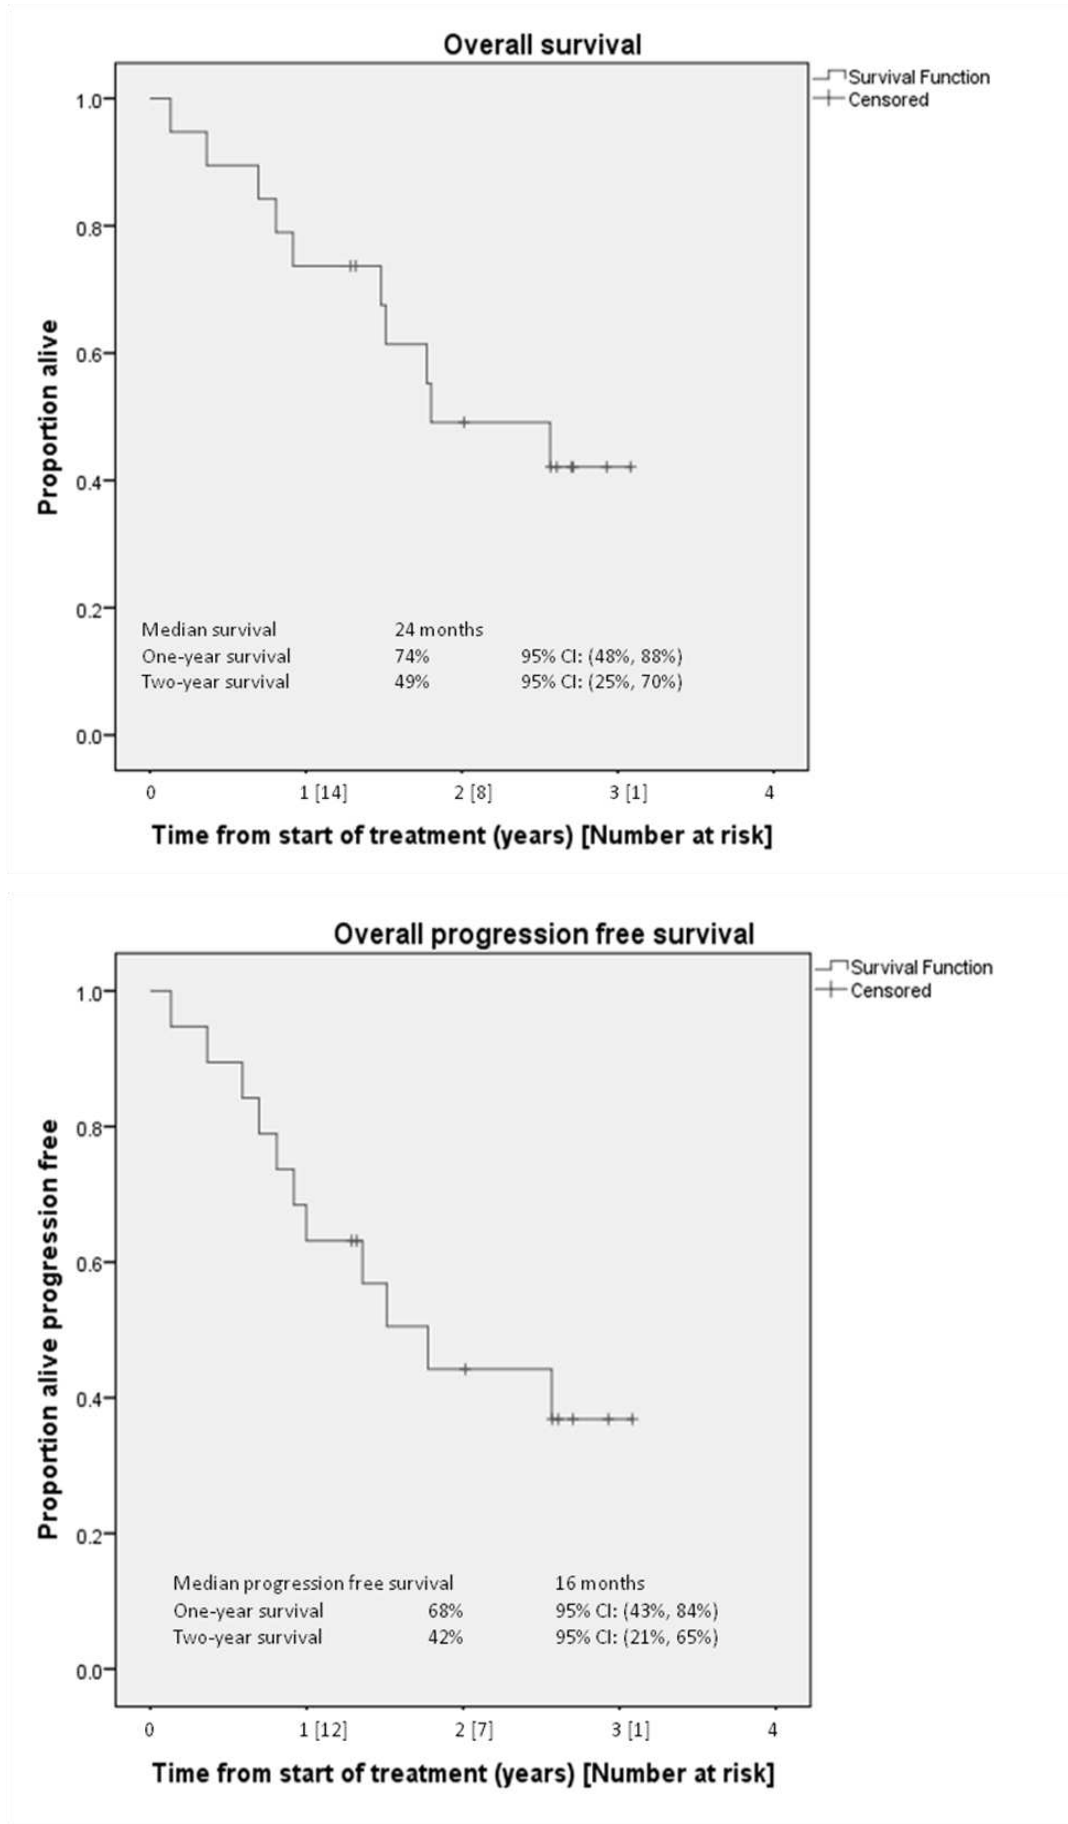 Overall survival
Survival Function
Censored
1.0
0.8
0.6
0.4
0.2
0.0
Proportion alive
Median survival 24 months
One-year survival 74% 95% CI: (48%, 88%)
Two-year survival 49% 95% CI: (25%, 70%)
0 1 [14] 2 [8] 3 [1] 4
Time from start of treatment (years) [Number at risk]
Overall progression free survival
Survival Function
Censored
1.0
0.8
0.6
0.4
0.2
0.0
Proportion alive progression free
Median progression free survival 16 months
One-year survival 68% 95% CI: (43%, 84%)
Two-year survival 42% 95% CI: (21%, 65%)
0 1 [12] 2 [7] 3 [1] 4
Time from start of treatment (years) [Number at risk]